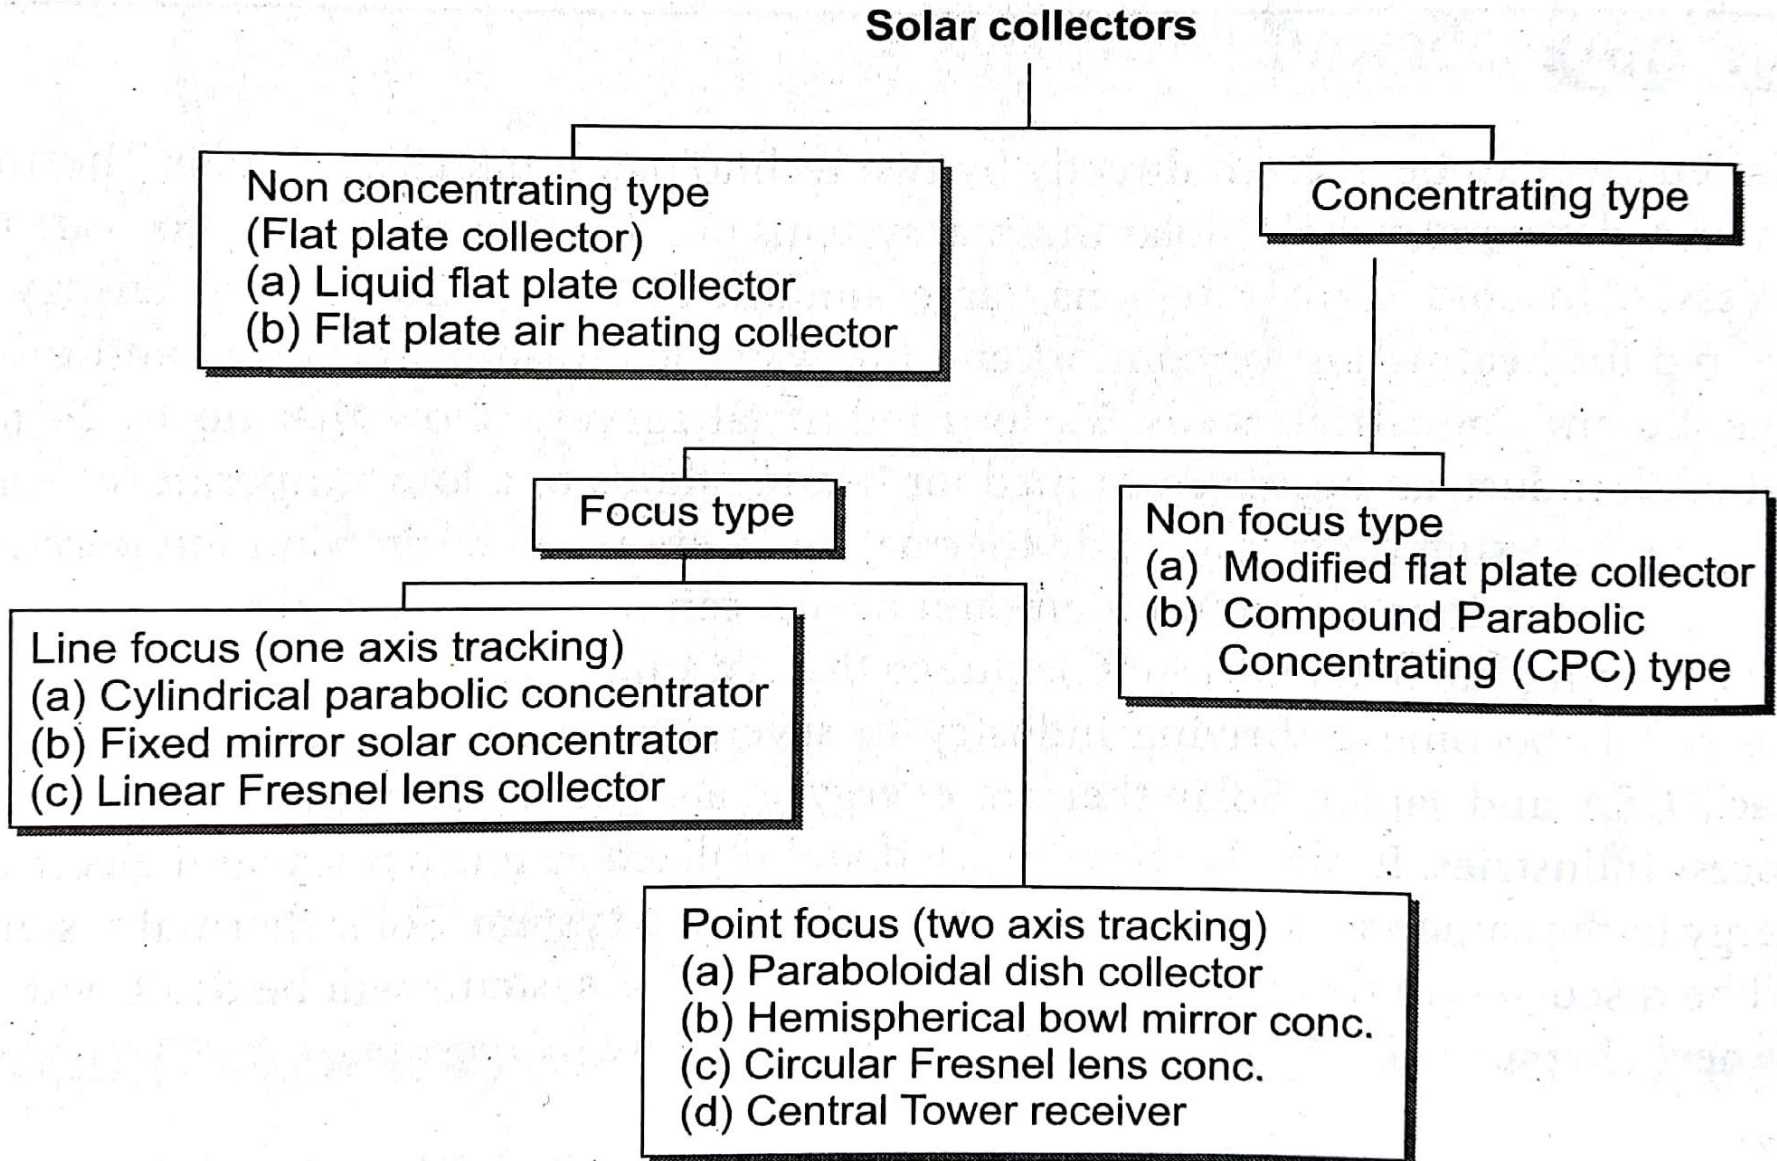 Solar collectors
Non concentrating type
(Flat plate collector)
(a) Liquid flat plate collector
(b) Flat plate air heating collector
Concentrating type
Focus type
Non focus type
(a) Modified flat plate collector
(b) Compound Parabolic
Concentrating (CPC) type
Line focus (one axis tracking)
(a) Cylindrical parabolic concentrator
(b) Fixed mirror solar concentrator
(c) Linear Fresnel lens collector
Point focus (two axis tracking)
(a) Paraboloidal dish collector
(b) Hemispherical bowl mirror conc.
(c) Circular Fresnel lens conc.
(d) Central Tower receiver